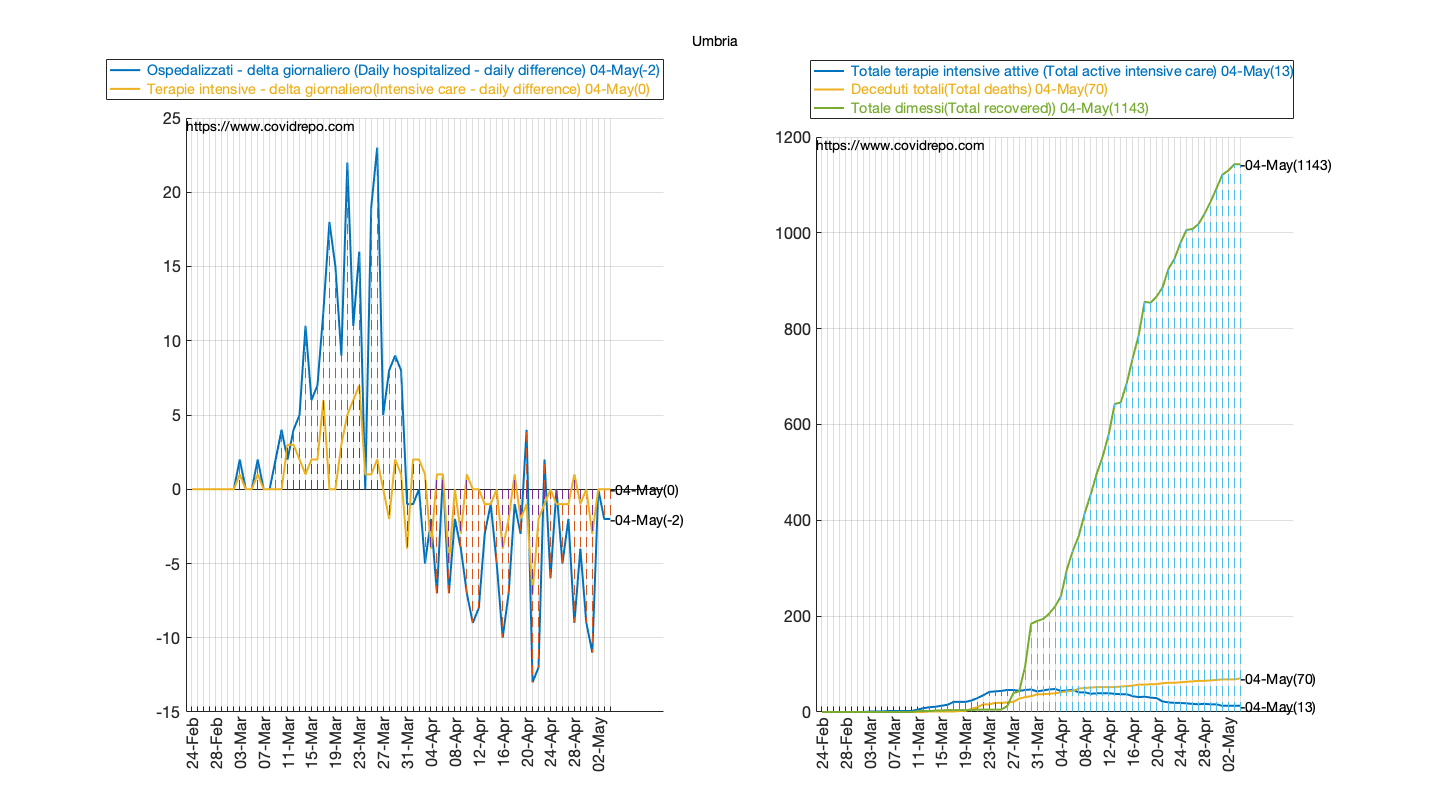 Umbria
Ospedalizzati - delta giornaliero (Daily hospitalized - daily difference) 04-May(-2)
Terapie intensive - delta giornaliero(Intensive care - daily difference) 04-May(0)
25
https://www.covidrepo.com
20
15
10
5
0
-5
-10
-15
-04-May(0)
-04-May(-2)
24-Feb
28-Feb
03-Mar
07-Mar
11-Mar
15-Mar
19-Mar
23-Mar
27-Mar
31-Mar
04-Apr
08-Apr
12-Apr
16-Apr
20-Apr
24-Apr
28-Apr
02-May
Totale terapie intensive attive (Total active intensive care) 04-May(13)
Deceduti totali(Total deaths) 04-May(70)
Totale dimessi(Total recovered)) 04-May(1143)
1200
https://www.covidrepo.com
1000
800
600
400
200
0
-04-May(1143)
-04-May(70)
-04-May(13)
24-Feb
28-Feb
03-Mar
07-Mar
11-Mar
15-Mar
19-Mar
23-Mar
27-Mar
31-Mar
04-Apr
08-Apr
12-Apr
16-Apr
20-Apr
24-Apr
28-Apr
02-May